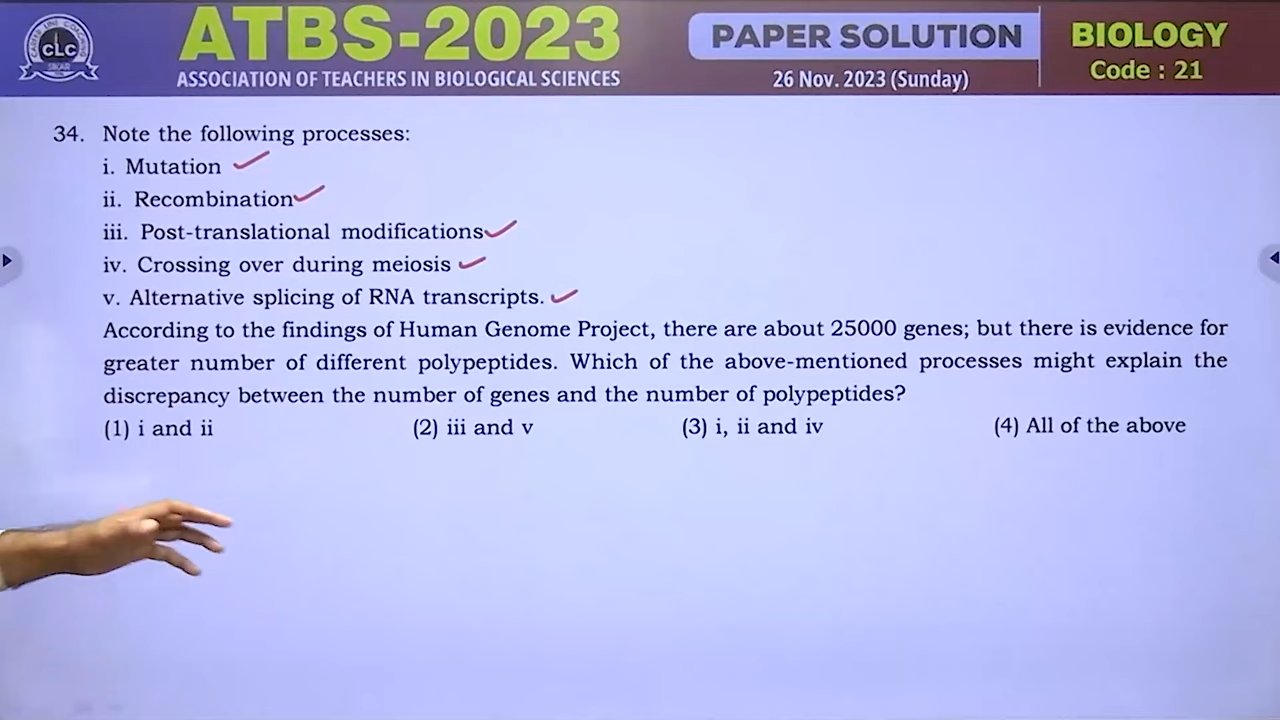 CLC
SIKAR
ATBS-2023
ASSOCIATION OF TEACHERS IN BIOLOGICAL SCIENCES
PAPER SOLUTION
26 Nov. 2023 (Sunday)
BIOLOGY
Code : 21
34. Note the following processes:
i. Mutation
ii. Recombination
iii. Post-translational modifications
iv. Crossing over during meiosis
v. Alternative splicing of RNA transcripts.
According to the findings of Human Genome Project, there are about 25000 genes; but there is evidence for
greater number of different polypeptides. Which of the above-mentioned processes might explain the
discrepancy between the number of genes and the number of polypeptides?
(1) i and ii (2) iii and v (3) i, ii and iv (4) All of the above